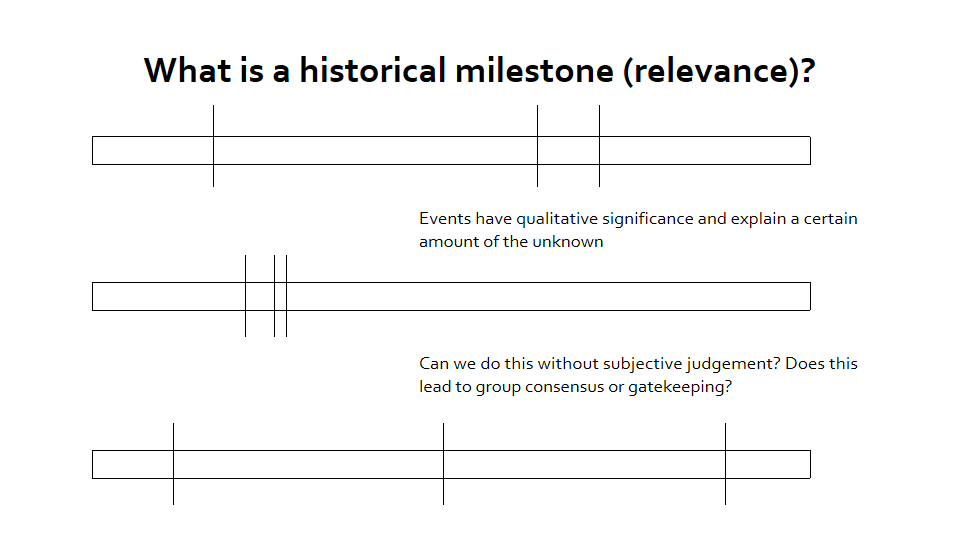 What is a historical milestone (relevance)?
Events have qualitative significance and explain a certain
amount of the unknown
Can we do this without subjective judgement? Does this
lead to group consensus or gatekeeping?